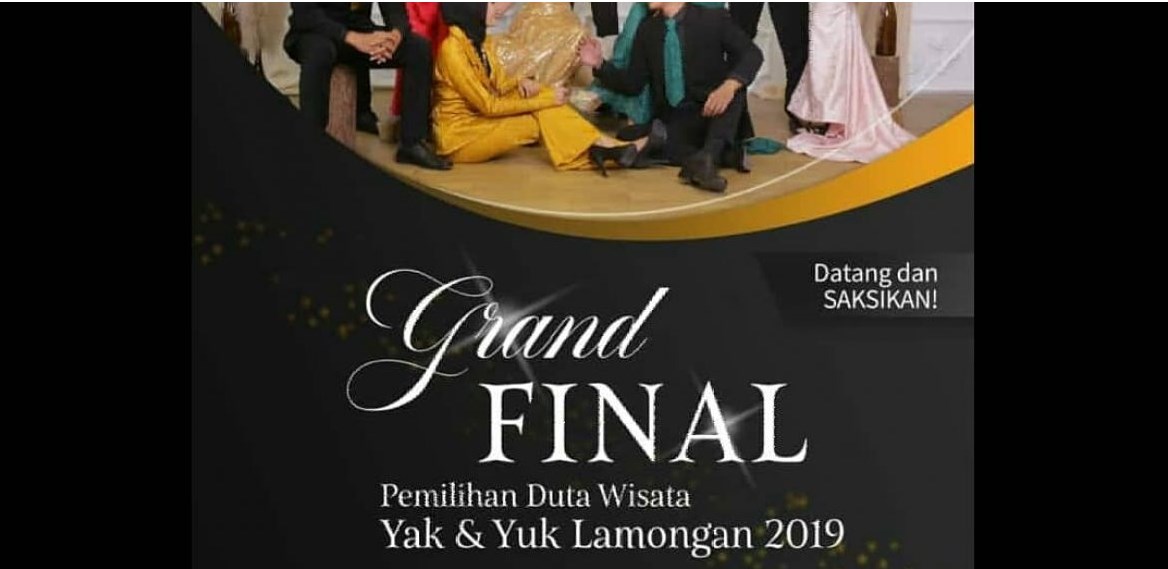 Datang dan
SAKSIKAN!
Grand
FINAL
Pemilihan Duta Wisata
Yak & Yuk Lamongan 2019